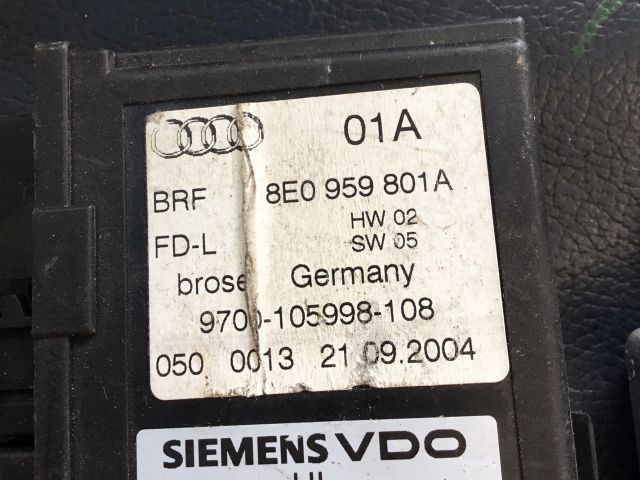 01A
BRF 8E0 959 801A
HW 02
FD-L SW 05
brose Germany
9700-105998-108
050 0013 21 09.2004
SIEMENS VDO